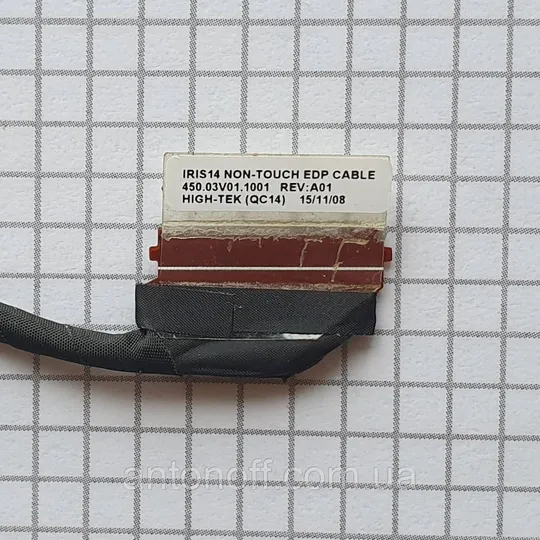 IRIS14 NON-TOUCH EDP CABLE
450.03V01.1001 REV:A01
HIGH-TEK (QC14) 15/11/08
antonoff.com.ua